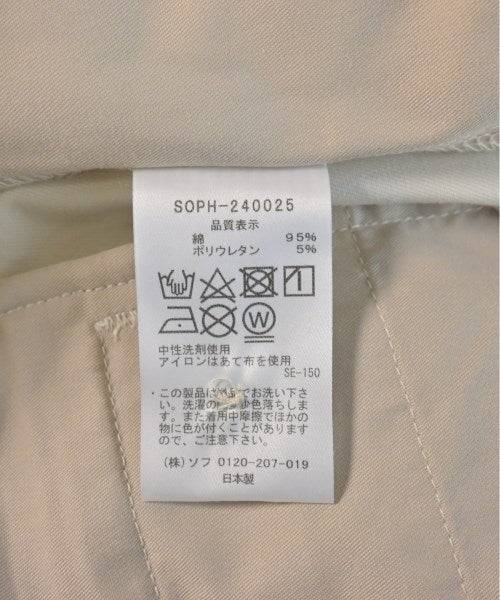 SOPH-240025
品質表示
綿 95%
ポリウレタン 5%
W
中性洗剤使用
アイロンはあて布を使用
SE-150
・この製品は でお洗い下さ
い。洗濯の 少色落ちしま
す。また着用中摩擦でほかの
物に色が付くことがあります
ので、ご注意下さい。
(株)ソフ 0120-207-019
日本製